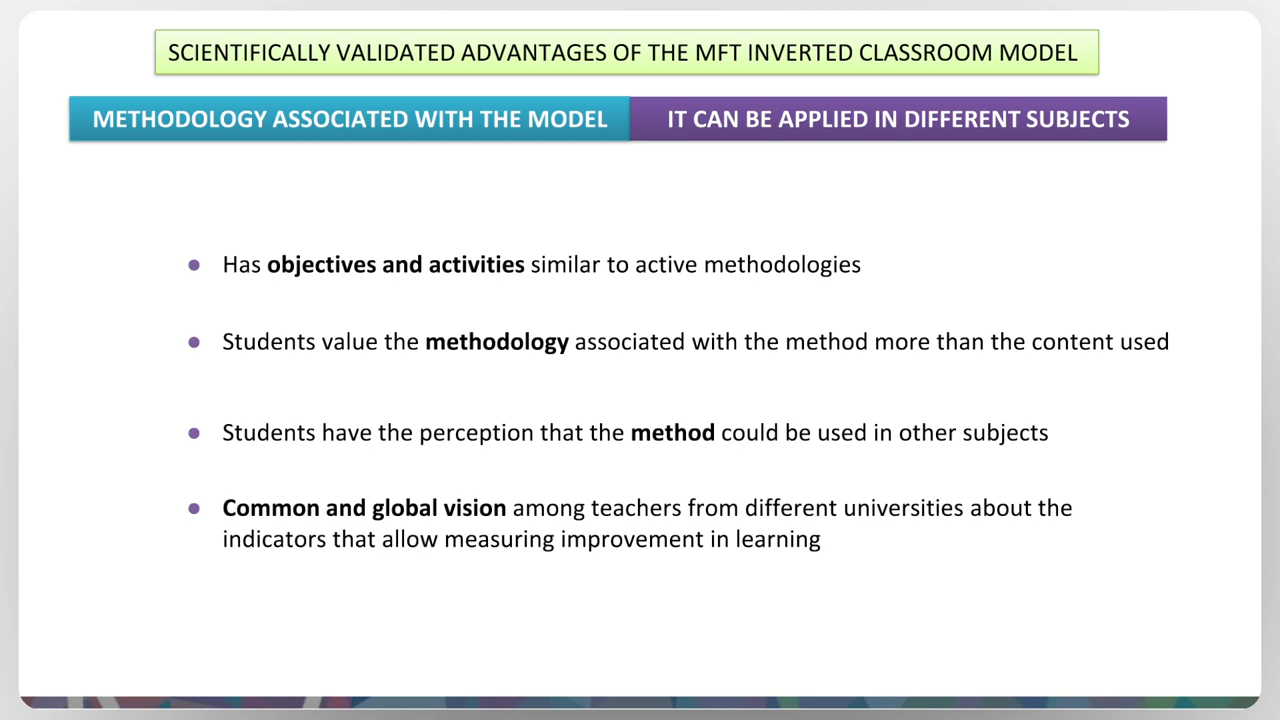 SCIENTIFICALLY VALIDATED ADVANTAGES OF THE MFT INVERTED CLASSROOM MODEL
METHODOLOGY ASSOCIATED WITH THE MODEL
IT CAN BE APPLIED IN DIFFERENT SUBJECTS
● Has objectives and activities similar to active methodologies
● Students value the methodology associated with the method more than the content used
● Students have the perception that the method could be used in other subjects
● Common and global vision among teachers from different universities about the
indicators that allow measuring improvement in learning